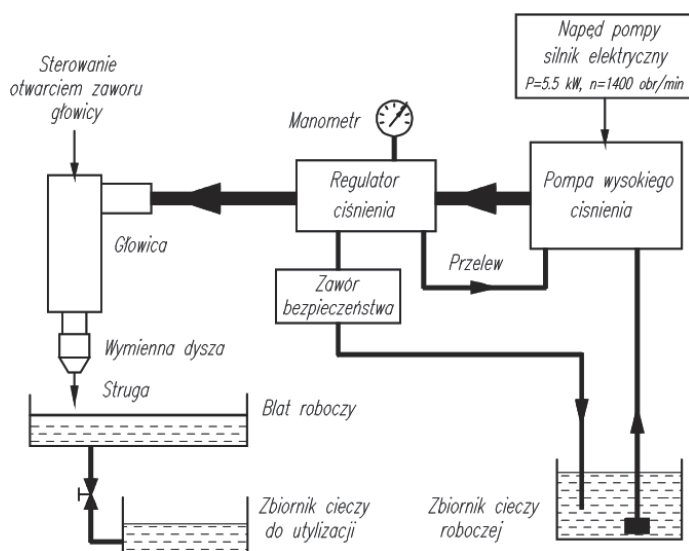 Napęd pompy
silnik elektryczny
P=5.5 kW, n=1400 obr/min
Sterowanie
otwarciem zaworu
głowicy
Manometr
Regulator
ciśnienia
Pompa wysokiego
cisnienia
Głowica
Przelew
Zawór
bezpieczeństwa
Wymienna dysza
Struga
Blat roboczy
Zbiornik cieczy
do utylizacji
Zbiornik cieczy
roboczej